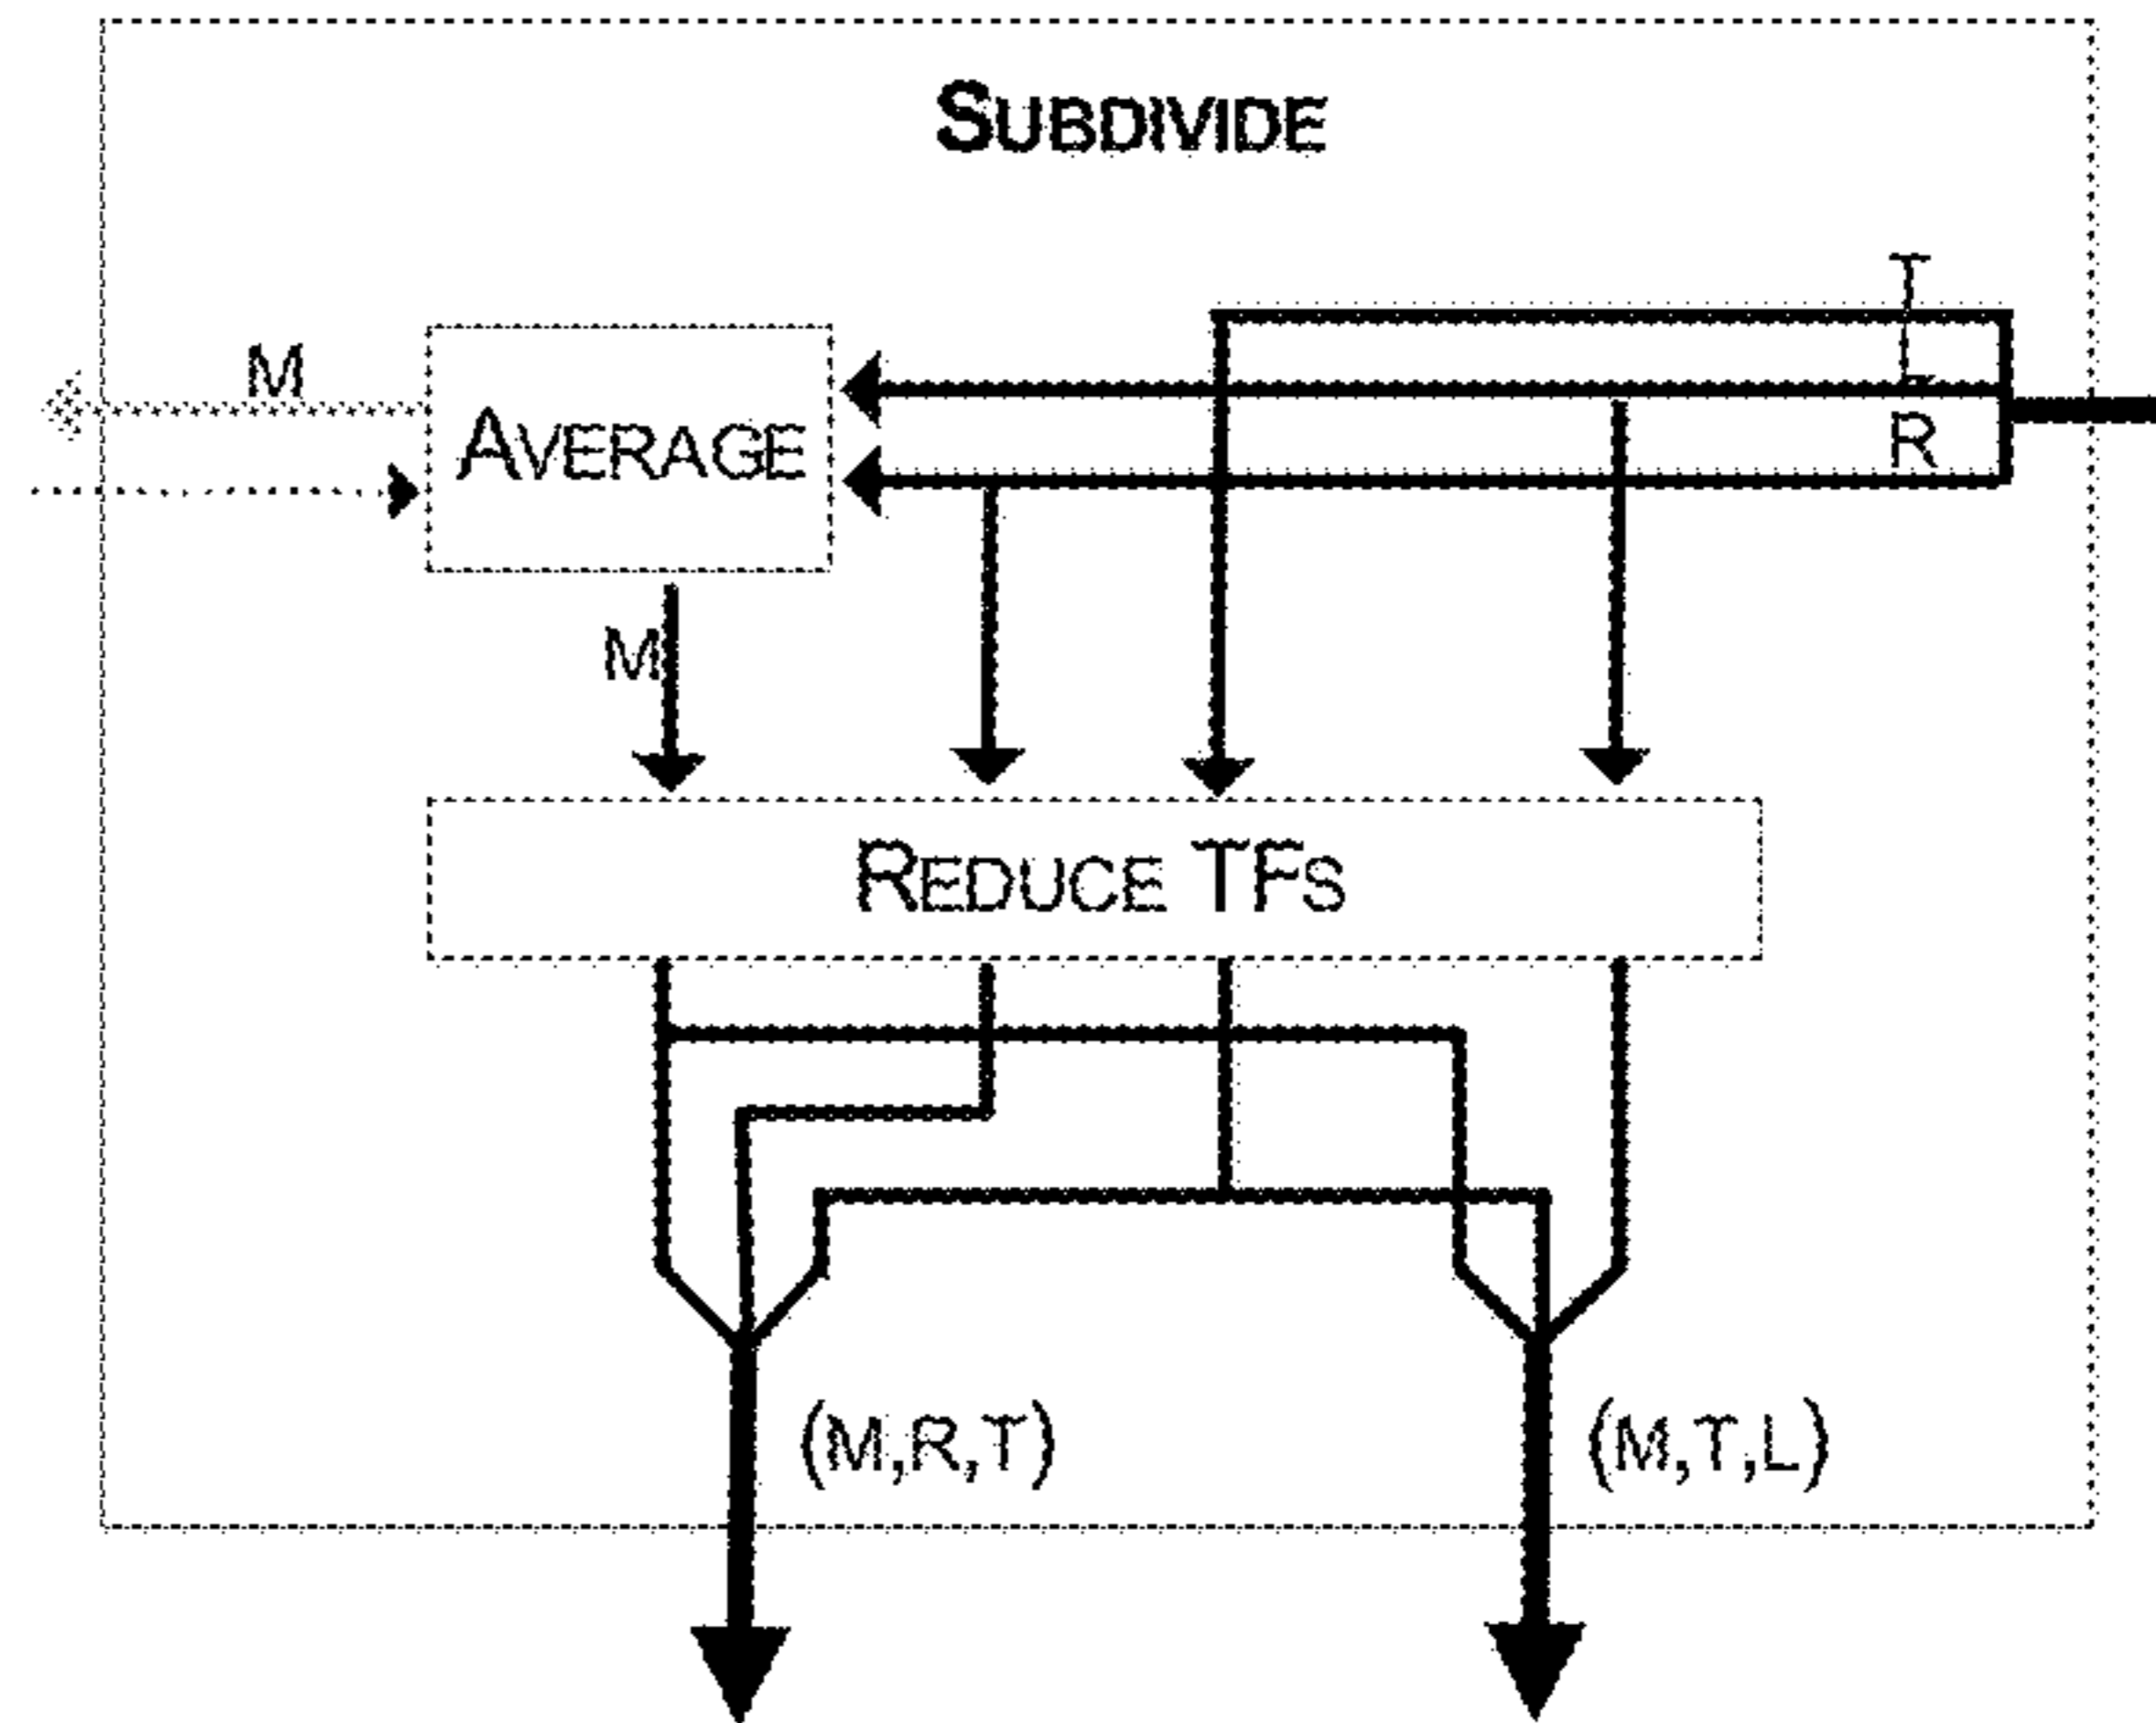 SUBDIVIDE
T
L
M
R
AVERAGE
M
REDUCE TFS
(M,R,T)
(M,T,L)